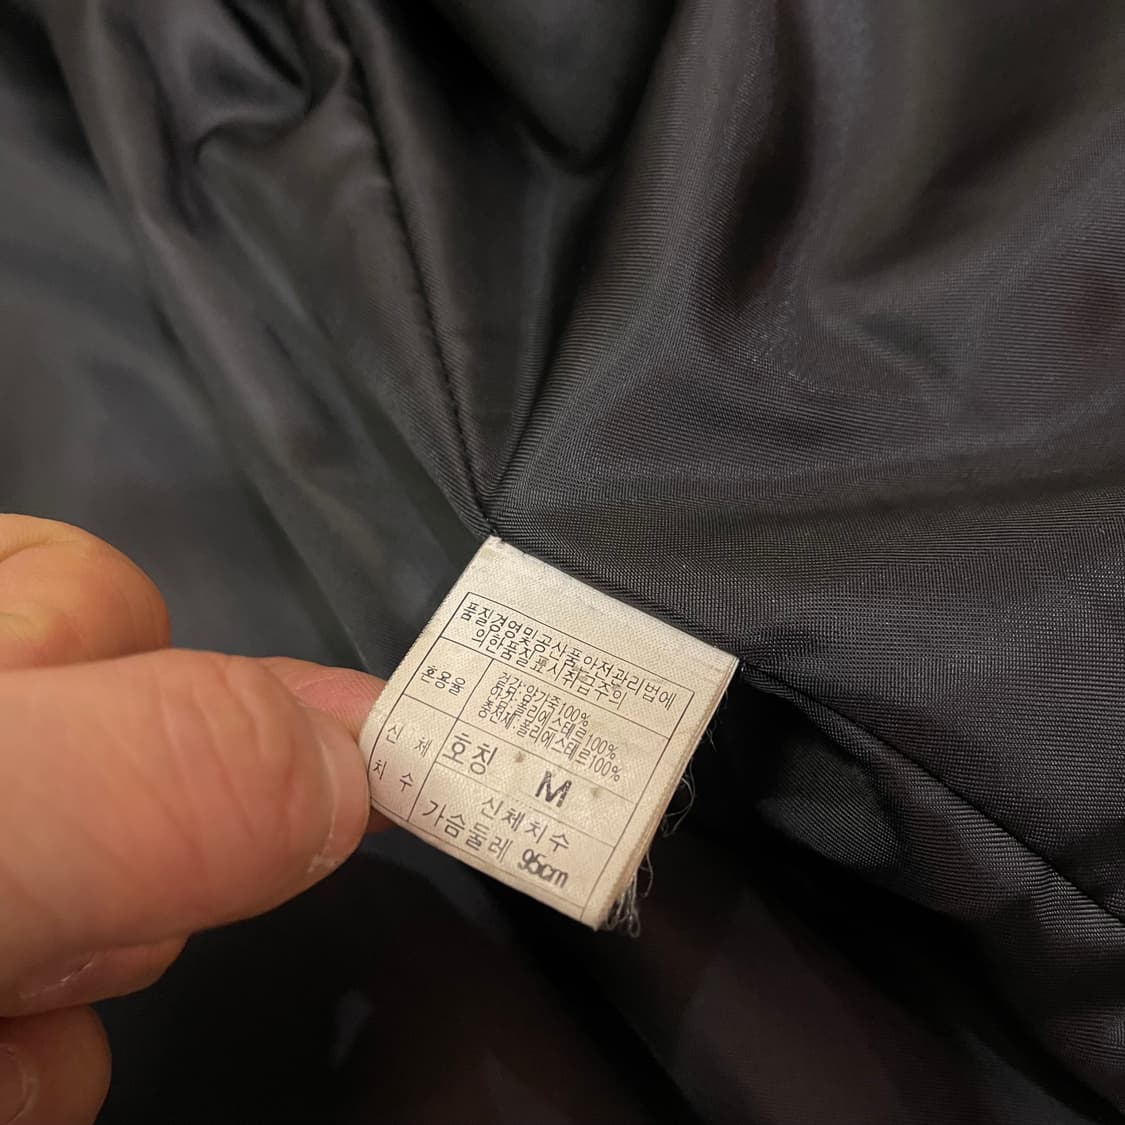 품질경영및공산품안전관리법에
의한품질표시취급주의
혼용율
겉감:양가죽100%
안감:폴리에스테르100%
충전재:폴리에스테르100%
신체
치수
호칭 M
신체치수
가슴둘레 95cm